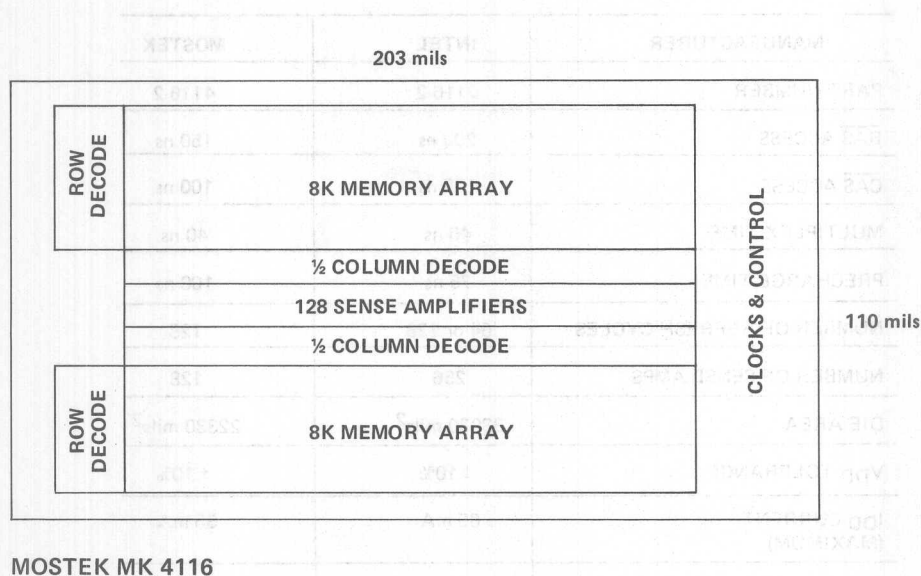 203 mils
ROW
DECODE
8K MEMORY ARRAY
½ COLUMN DECODE
128 SENSE AMPLIFIERS
½ COLUMN DECODE
CLOCKS & CONTROL
110 mils
ROW
DECODE
8K MEMORY ARRAY
MOSTEK MK 4116